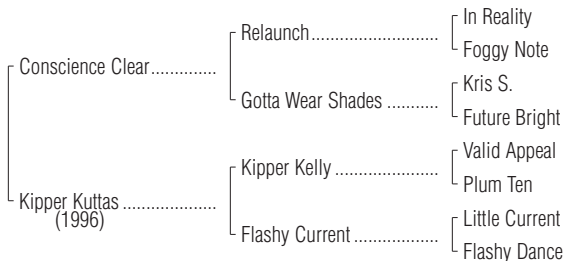 In Reality
Relaunch
Foggy Note
Conscience Clear
Kris S.
Gotta Wear Shades
Future Bright
Valid Appeal
Kipper Kelly
Plum Ten
Kipper Kuttas
(1996)
Little Current
Flashy Current
Flashy Dance